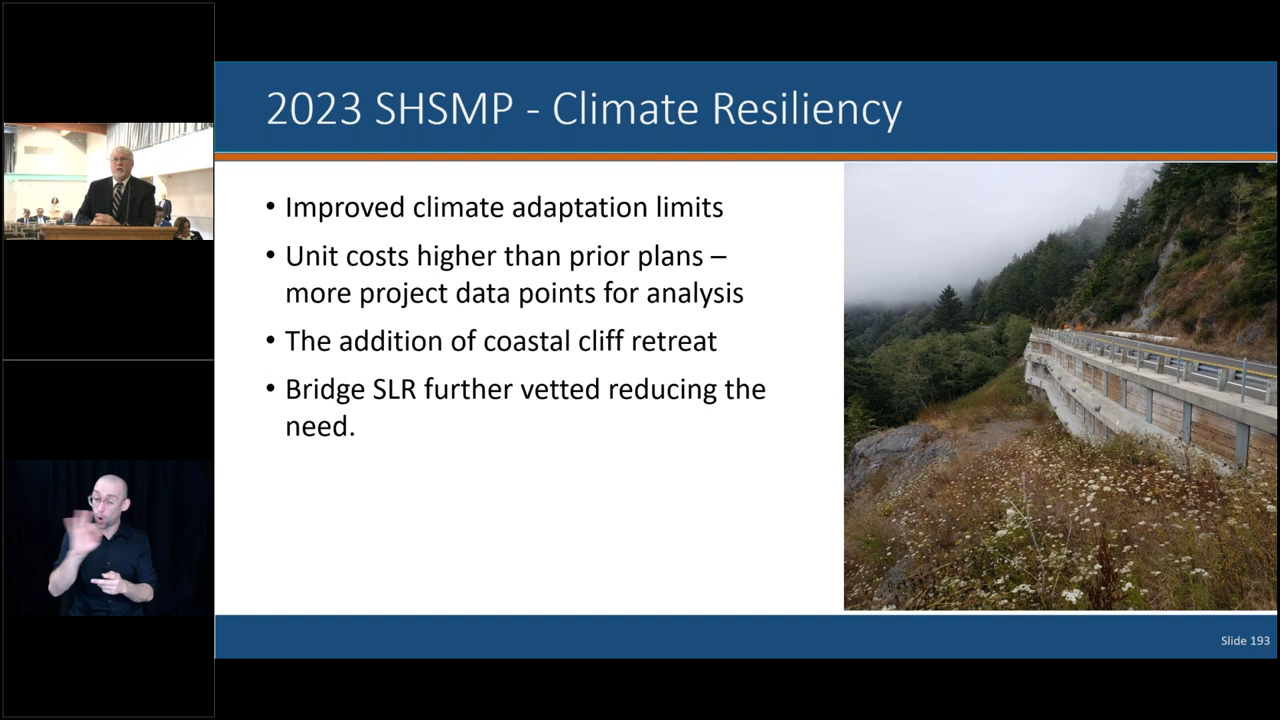 2023 SHSMP - Climate Resiliency
• Improved climate adaptation limits
• Unit costs higher than prior plans –
more project data points for analysis
• The addition of coastal cliff retreat
• Bridge SLR further vetted reducing the
need.
Slide 193